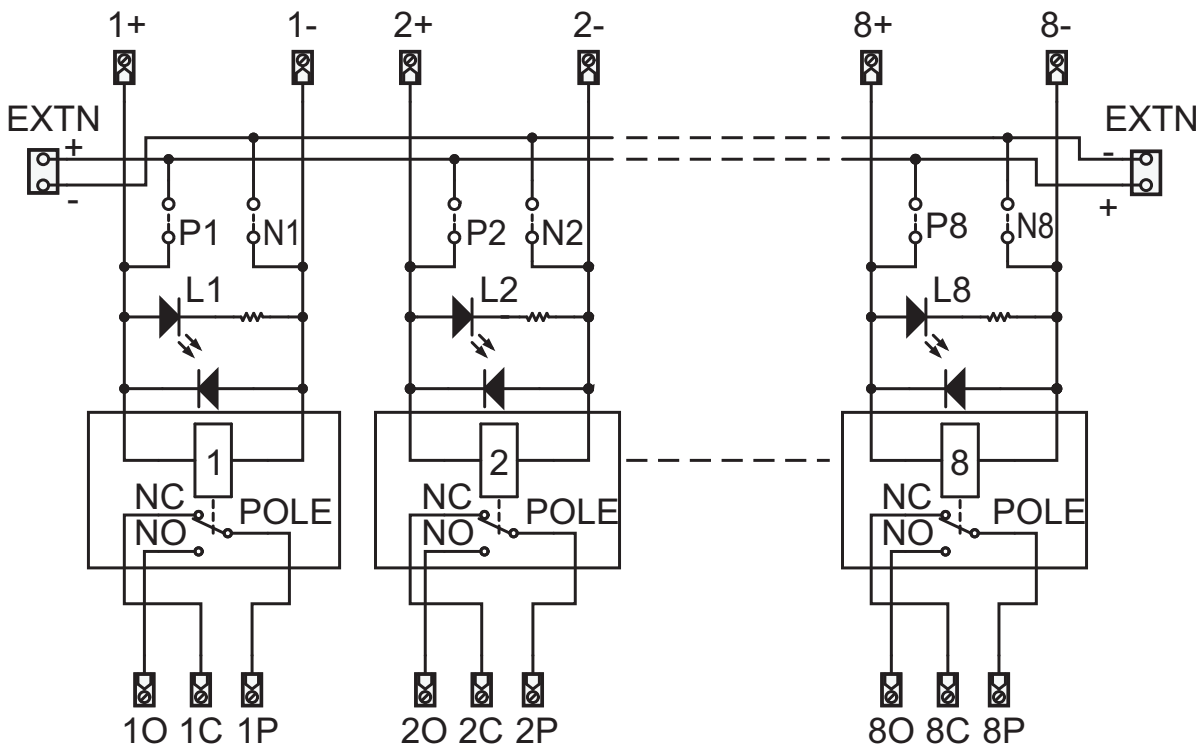 1+ 1- 2+ 2- 8+ 8-
EXTN EXTN
+ -
- +
P1 N1 P2 N2 P8 N8
L1 L2 L8
1 2 8
NC POLE NC POLE NC POLE
NO NO NO
1O 1C 1P 2O 2C 2P 8O 8C 8P